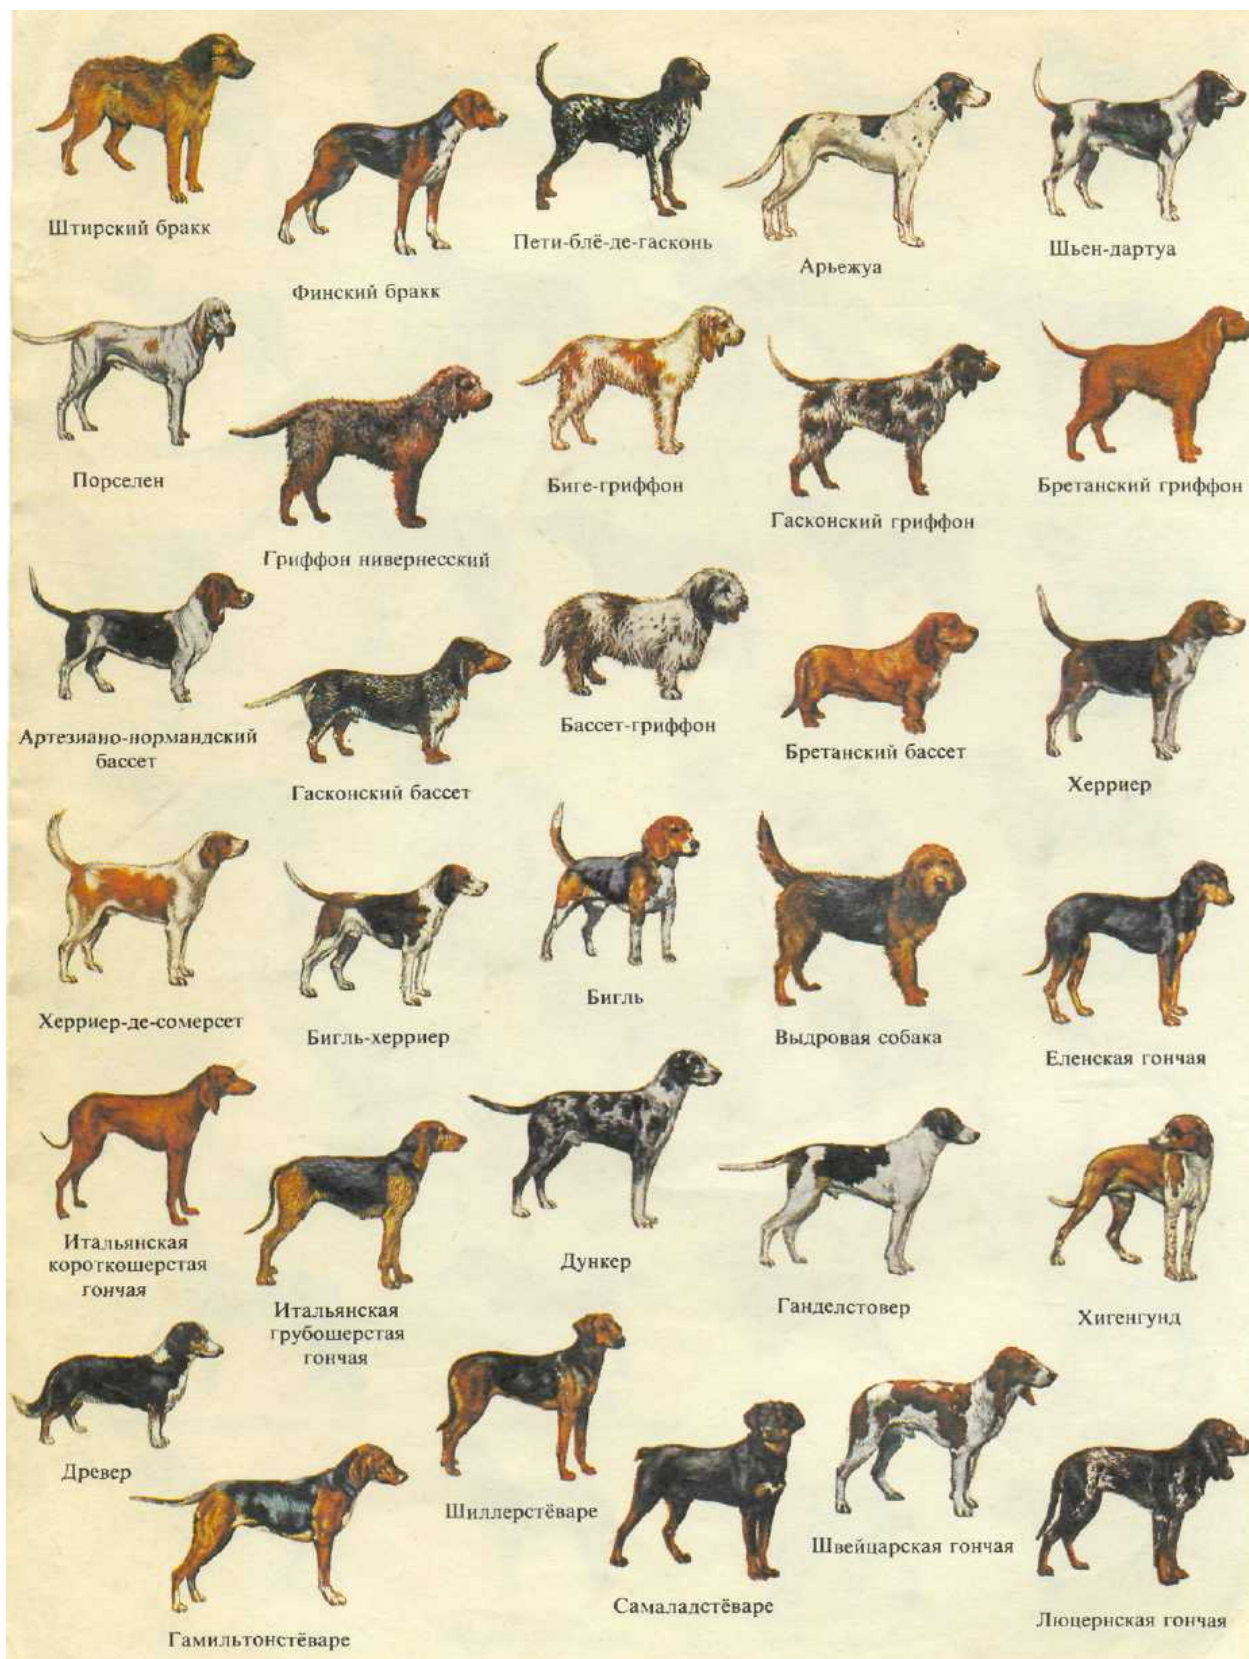 Штирский бракк
Финский бракк
Пети-блё-де-гасконь
Арьежуа
Шьен-дартуа
Порселен
Гриффон нивернесский
Биге-гриффон
Гасконский гриффон
Бретанский гриффон
Артезиано-нормандский
бассет
Гасконский бассет
Бассет-гриффон
Бретанский бассет
Херриер
Херриер-де-сомерсет
Бигль-херриер
Бигль
Выдровая собака
Еленская гончая
Итальянская
короткошерстая
гончая
Итальянская
грубошерстая
гончая
Дункер
Ганделстовер
Хигенгунд
Древер
Гамильтонстёваре
Шиллерстёваре
Самаладстёваре
Швейцарская гончая
Люцернская гончая